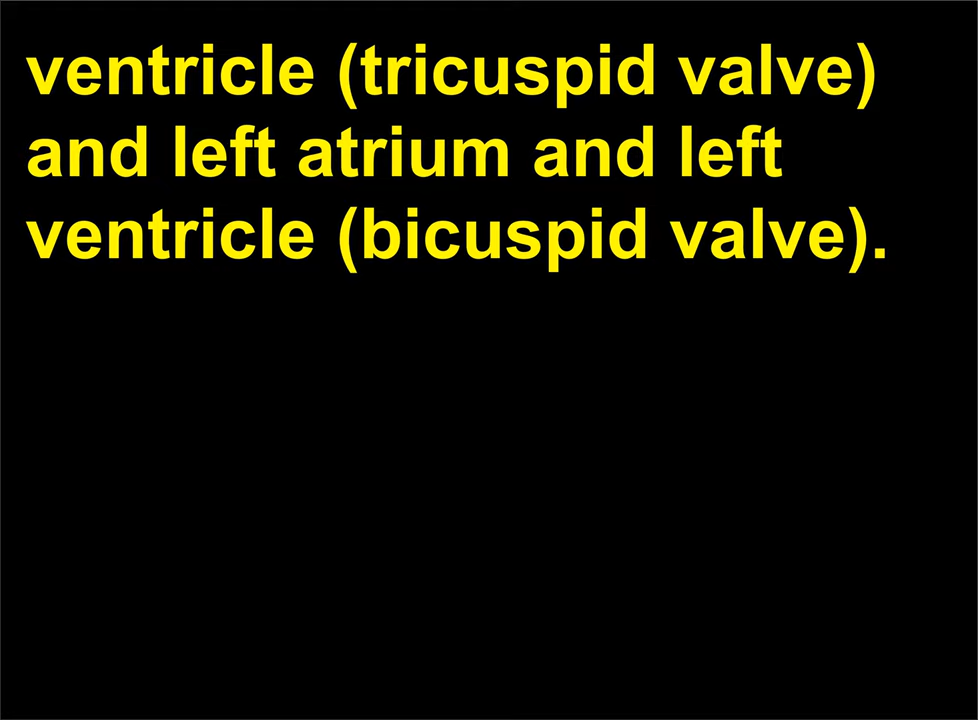 ventricle (tricuspid valve)
and left atrium and left
ventricle (bicuspid valve).